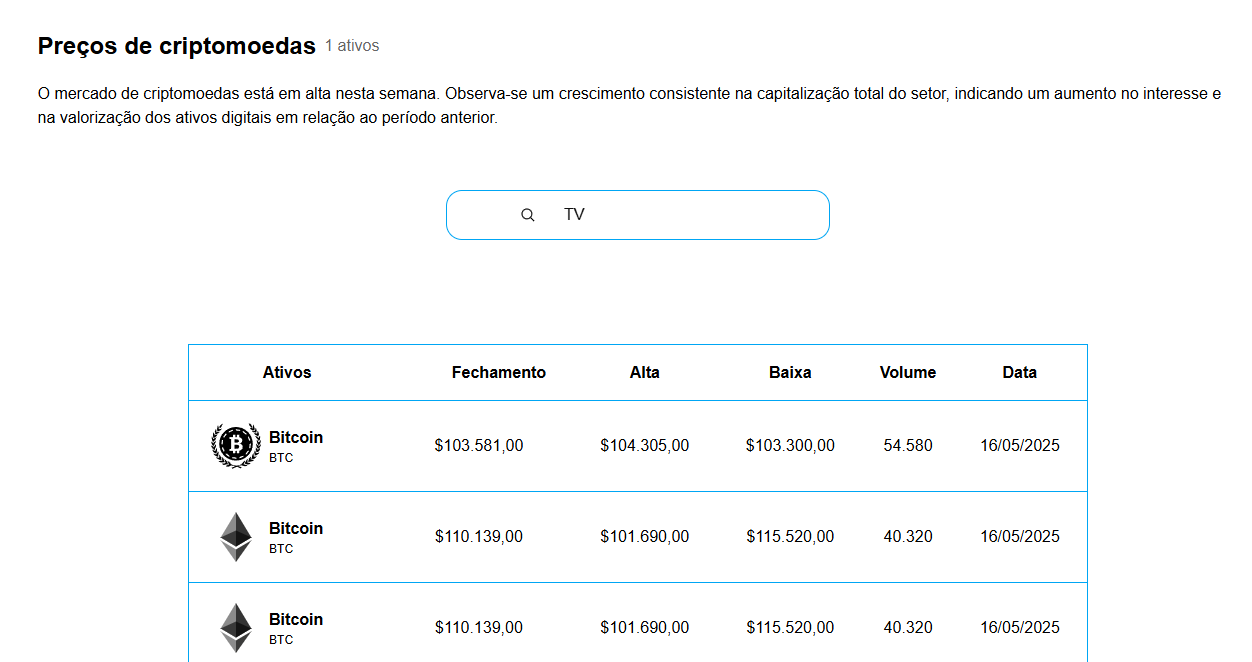 Preços de criptomoedas 1 ativos
O mercado de criptomoedas está em alta nesta semana. Observa-se um crescimento consistente na capitalização total do setor, indicando um aumento no interesse e
na valorização dos ativos digitais em relação ao período anterior.
TV
Ativos Fechamento Alta Baixa Volume Data
Bitcoin
BTC
$103.581,00 $104.305,00 $103.300,00 54.580 16/05/2025
Bitcoin
BTC
$110.139,00 $101.690,00 $115.520,00 40.320 16/05/2025
Bitcoin
BTC
$110.139,00 $101.690,00 $115.520,00 40.320 16/05/2025